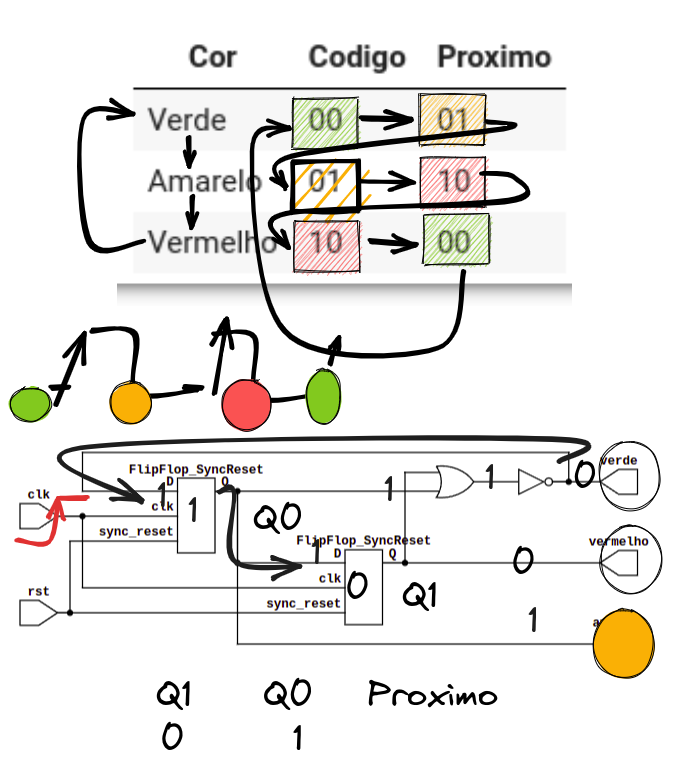 Cor Codigo Proximo
Verde 00 01
Amarelo 01 10
Vermelho 10 00
FlipFlop_SyncReset
D Q
verde
0
clk
1
1
1
clk
1
Q0
sync_reset
FlipFlop_SyncReset
vermelho
1
D Q
0
clk
0
Q1
rst
sync_reset
1
a
Q1 Q0 Proximo
0 1